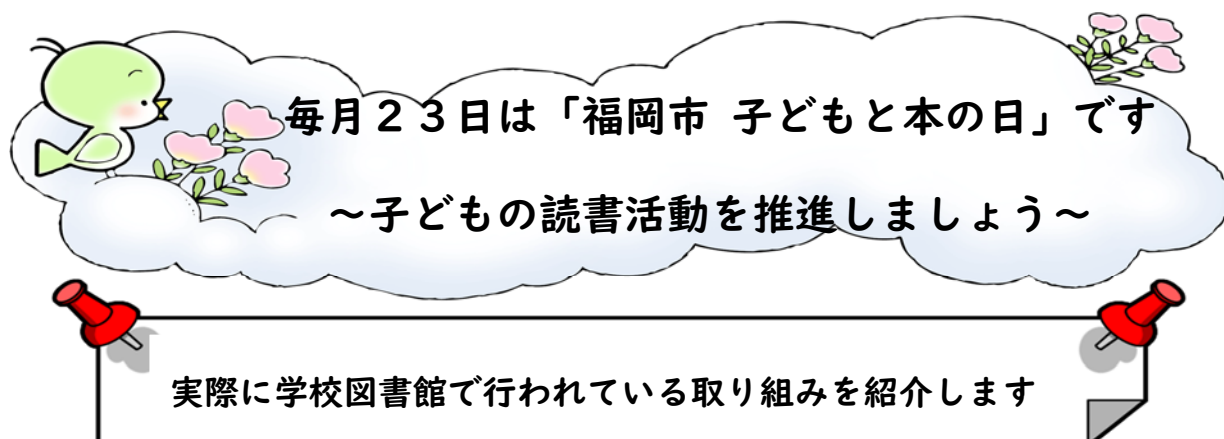 毎月２３日は「福岡市 子どもと本の日」です
～子どもの読書活動を推進しましょう～
実際に学校図書館で行われている取り組みを紹介します